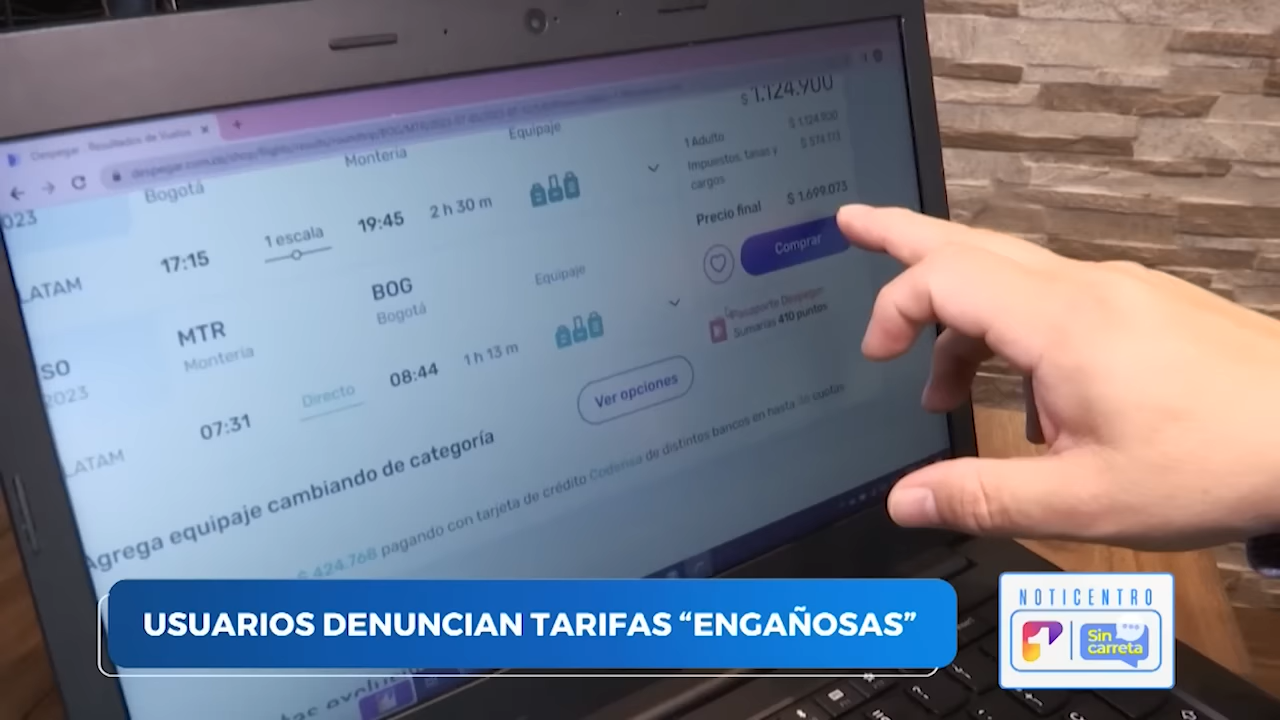 Despegar - Resultados de Vuelos
Equipaje
$ 1.124.900
Montería
Bogotá
2023
17:15
1 escala
19:45
2 h 30 m
1 Adulto
$ 1.124.900
Impuestos, tasas y
cargos
$ 574.173
Precio final
$ 1.699.073
Comprar
LATAM
MTR
Montería
BOG
Bogotá
Equipaje
Pasaporte Despegar
Sumarías 410 puntos
2023
07:31
Directo
08:44
1 h 13 m
Ver opciones
LATAM
Agrega equipaje cambiando de categoría
$ 424.768 pagando con tarjeta de crédito Codensa de distintos bancos en hasta 36 cuotas
USUARIOS DENUNCIAN TARIFAS “ENGAÑOSAS”
NOTICENTRO
1
Sin
carreta